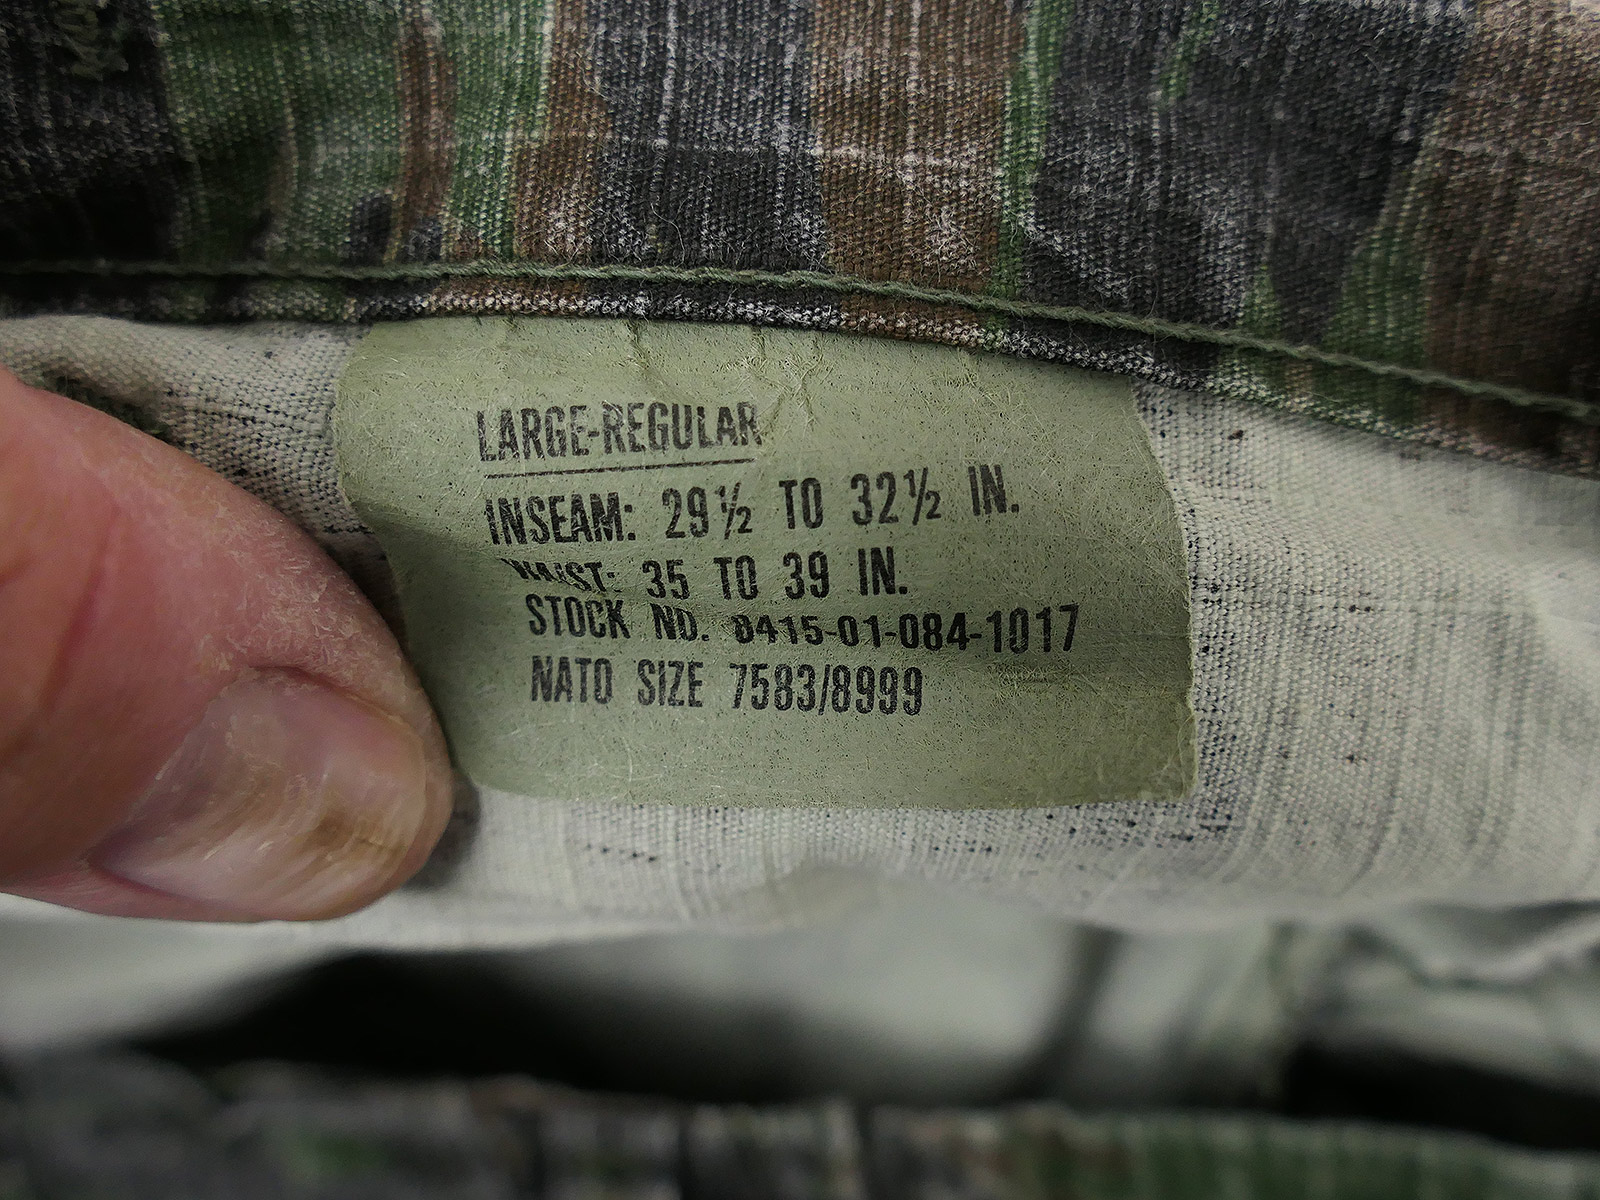 LARGE-REGULAR
INSEAM: 29½ TO 32½ IN.
WAIST: 35 TO 39 IN.
STOCK NO. 8415-01-084-1017
NATO SIZE 7583/8999